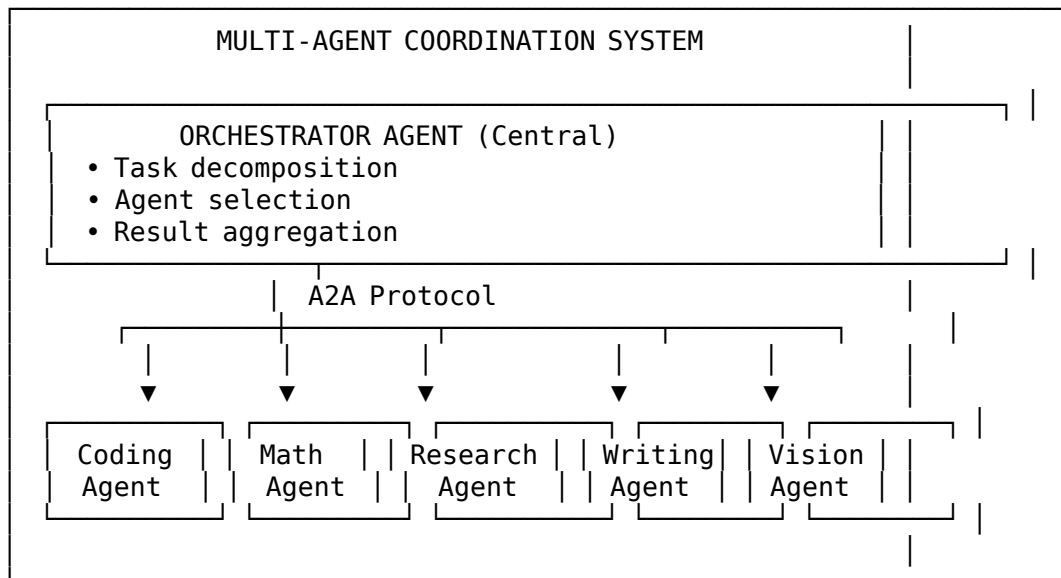 MULTI-AGENT COORDINATION SYSTEM
ORCHESTRATOR AGENT (Central)
• Task decomposition
• Agent selection
• Result aggregation
A2A Protocol
Coding Math Research Writing Vision
Agent Agent Agent Agent Agent